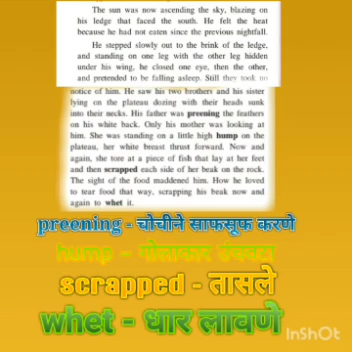 The sun was now ascending the sky, blazing on
his ledge that faced the south. He felt the heat
because he had not eaten since the previous nightfall.
He stepped slowly out to the brink of the ledge,
and standing on one leg with the other leg hidden
under his wing, he closed one eye, then the other,
and pretended to be falling asleep. Still they took no
notice of him. He saw his two brothers and his sister
lying on the plateau dozing with their heads sunk
into their necks. His father was preening the feathers
on his white back. Only his mother was looking at
him. She was standing on a little high hump on the
plateau, her white breast thrust forward. Now and
again, she tore at a piece of fish that lay at her feet
and then scrapped each side of her beak on the rock.
The sight of the food maddened him. How he loved
to tear food that way, scrapping his beak now and
again to whet it.
preening - चोचीने साफसूफ करणे
hump - गोलाकार उंचवटा
scrapped - तासले
whet - धार लावणे
InShOt